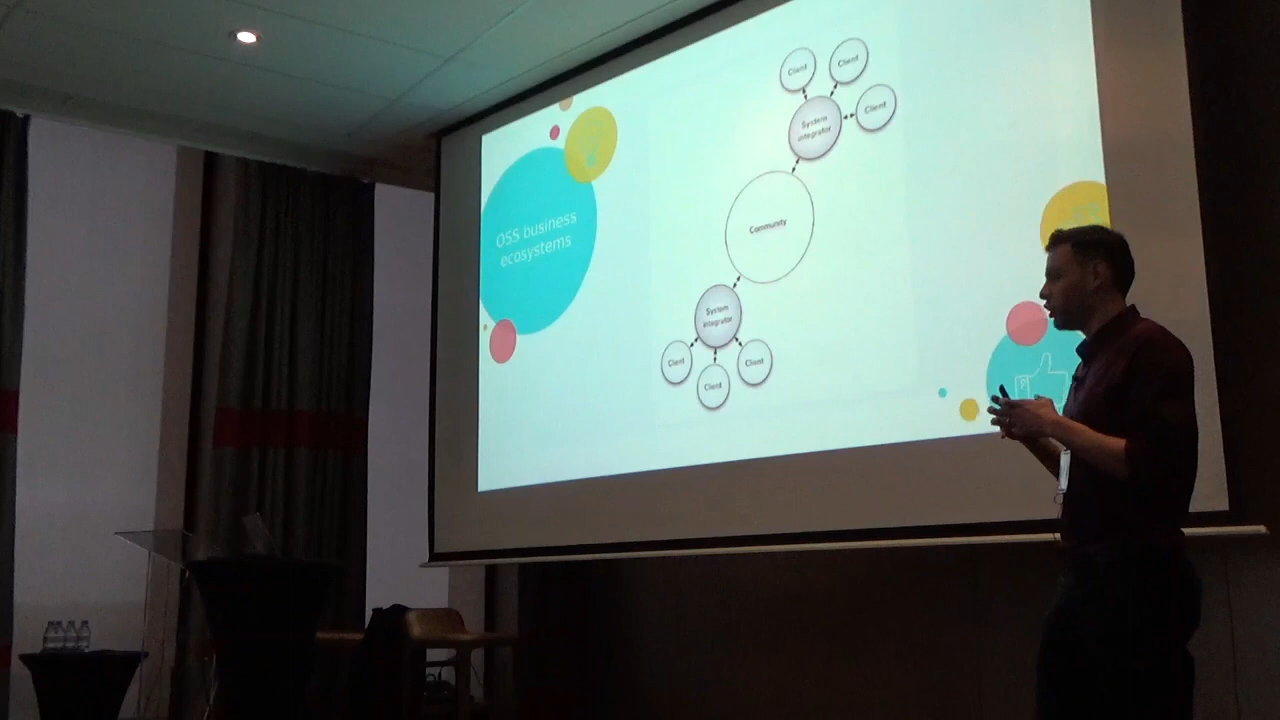 OSS business
ecosystems
Client
Client
Client
System
integrator
Community
System
integrator
Client
Client
Client